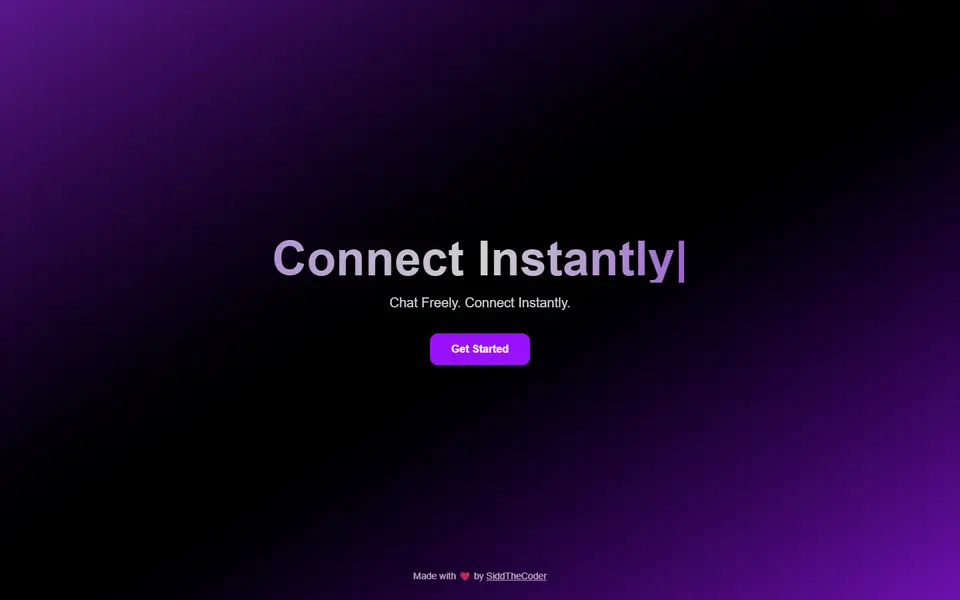 Connect Instantly|
Chat Freely. Connect Instantly.
Get Started
Made with ❤️ by SiddTheCoder